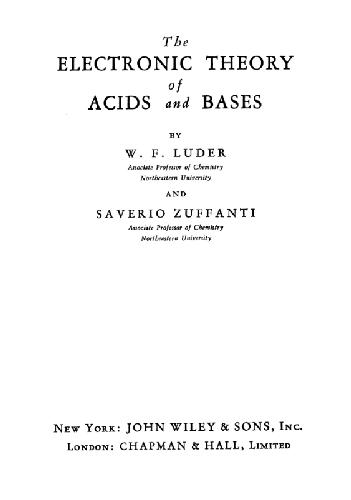 The
ELECTRONIC THEORY
of
ACIDS and BASES
BY
W. F. LUDER
Associate Professor of Chemistry
Northeastern University
AND
SAVERIO ZUFFANTI
Associate Professor of Chemistry
Northeastern University
NEW YORK: JOHN WILEY & SONS, INC.
LONDON: CHAPMAN & HALL, LIMITED